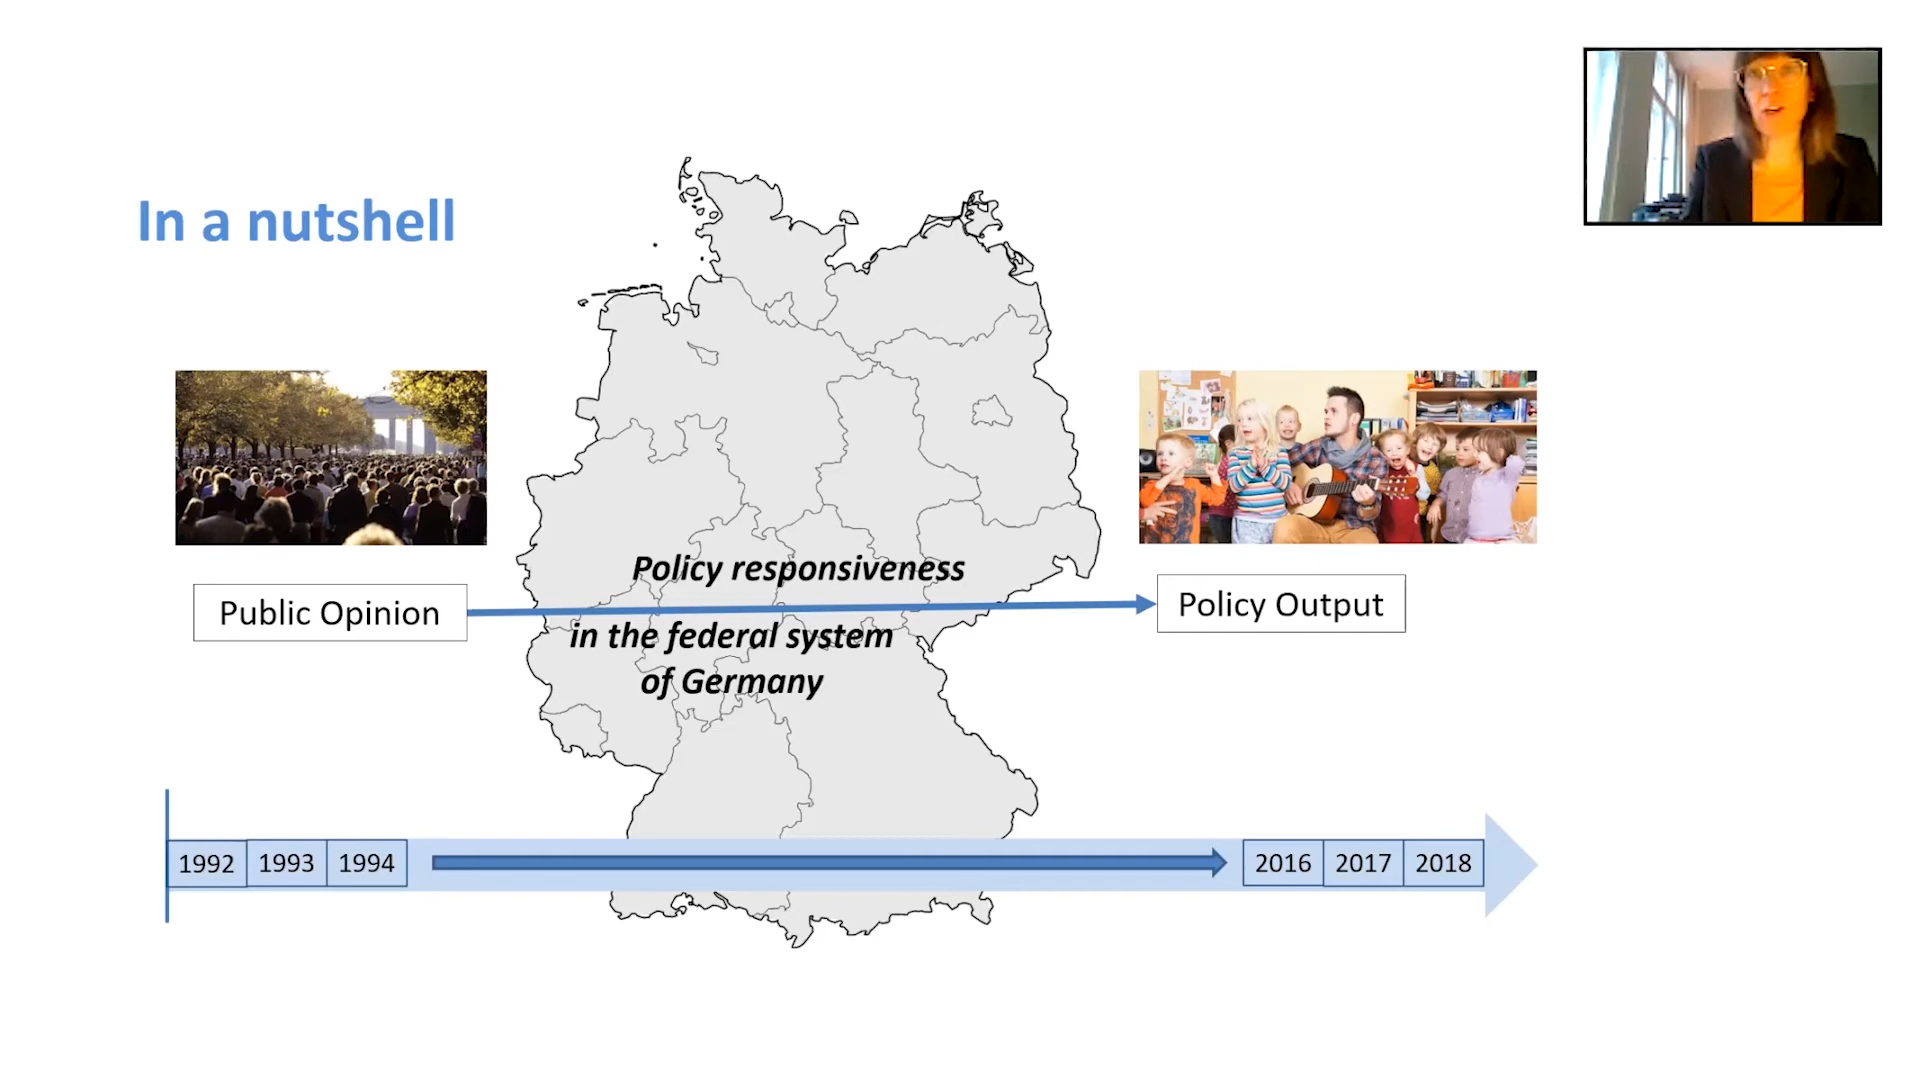 In a nutshell
Policy responsiveness
Public Opinion
Policy Output
in the federal system
of Germany
1992 1993 1994 2016 2017 2018